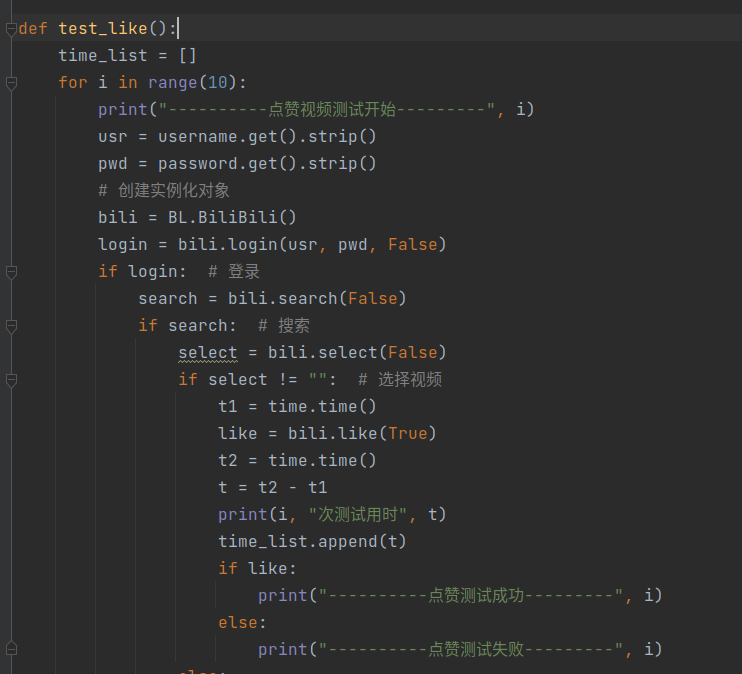 def test_like():
    time_list = []
    for i in range(10):
        print("----------点赞视频测试开始---------", i)
        usr = username.get().strip()
        pwd = password.get().strip()
        # 创建实例化对象
        bili = BL.BiliBili()
        login = bili.login(usr, pwd, False)
        if login:  # 登录
            search = bili.search(False)
            if search:  # 搜索
                select = bili.select(False)
                if select != "":  # 选择视频
                    t1 = time.time()
                    like = bili.like(True)
                    t2 = time.time()
                    t = t2 - t1
                    print(i, "次测试用时", t)
                    time_list.append(t)
                    if like:
                        print("----------点赞测试成功---------", i)
                    else:
                        print("----------点赞测试失败---------", i)
                else: